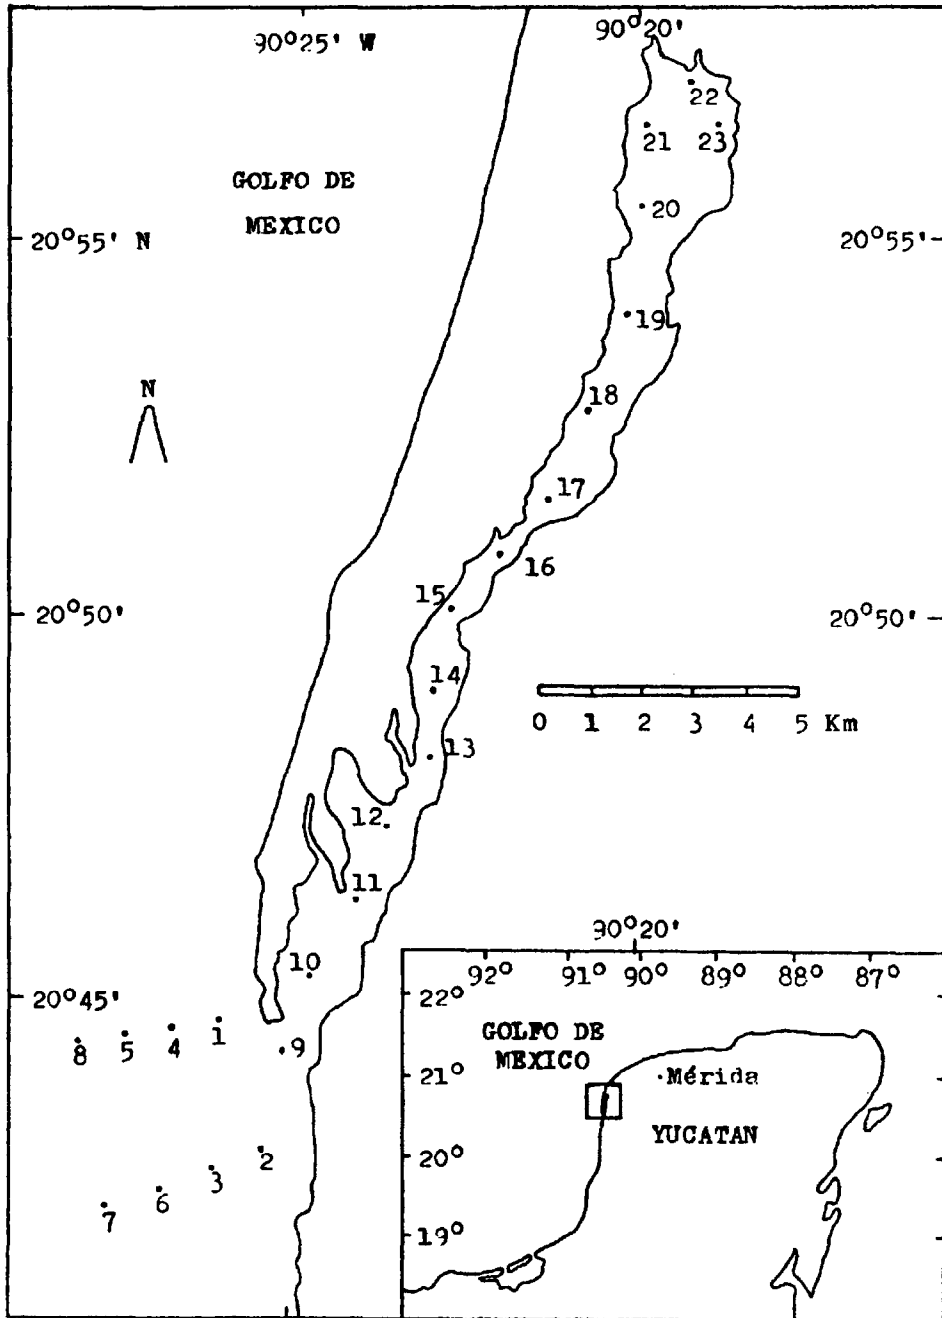 90°25' W
90°20'
22
21
23
GOLFO DE
MEXICO
20
20°55' N
20°55'
19
N
18
17
16
15
20°50'
20°50'
14
0 1 2 3 4 5 Km
13
12
11
90°20'
10
92° 91° 90° 89° 88° 87°
20°45'
22°
8 5 4 1
9
GOLFO DE
MEXICO
21°
·Mérida
YUCATAN
20°
2
3
6
7
19°